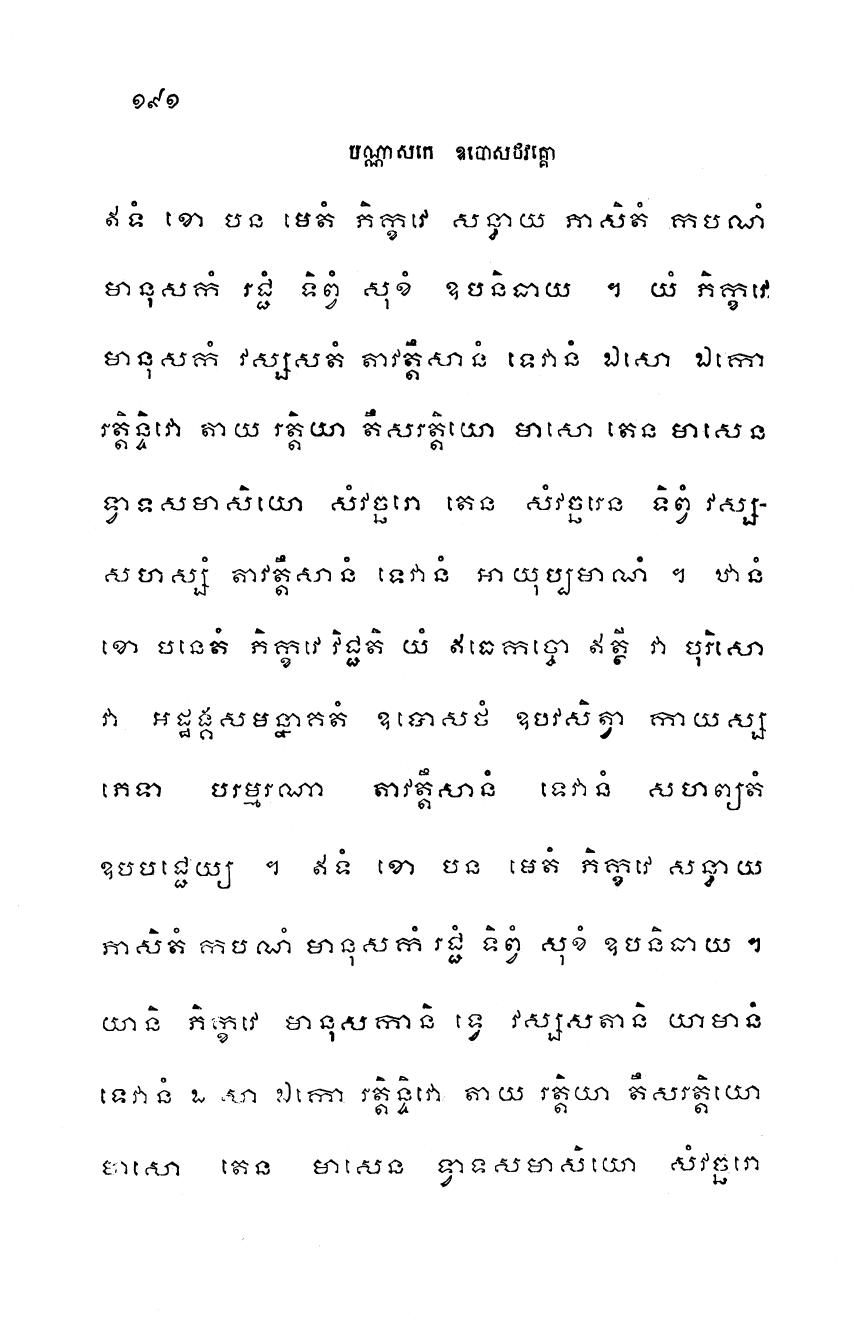 ១៩១
បណ្ណាសកេ ឧបោសថវគ្គោ
ឥទំ ខោ បន មេតំ ភិក្ខវេ សន្ធាយ ភាសិតំ កបណំ
មានុសកំ រជ្ជំ ទិព្វំ សុខំ ឧបនិធាយ ។ យំ ភិក្ខវេ
មានុសកំ វស្សសតំ តាវត្តឹសានំ ទេវានំ ឯសោ ឯកោ
រត្តិន្ទិវោ តាយ រត្តិយា តឹសរត្តិយោ មាសោ តេន មាសេន
ទ្វាទសមាសិយោ សំវច្ឆរោ តេន សំវច្ឆរេន ទិព្វំ វស្ស-
សហស្សំ តាវត្តឹសានំ ទេវានំ អាយុប្បមាណំ ។ ឋានំ
ខោ បនេតំ ភិក្ខវេ វិជ្ជតិ យំ ឥធេកច្ចោ ឥត្ថី វា បុរិសោ
វា អដ្ឋង្គសមន្នាគតំ ឧបោសថំ ឧបវសិត្វា កាយស្ស
ភេទា បរម្មរណា តាវត្តឹសានំ ទេវានំ សហព្យតំ
ឧបបជ្ជេយ្យ ។ ឥទំ ខោ បន មេតំ ភិក្ខវេ សន្ធាយ
ភាសិតំ កបណំ មានុសកំ រជ្ជំ ទិព្វំ សុខំ ឧបនិធាយ ។
យានិ ភិក្ខវេ មានុសកានិ ទ្វេ វស្សសតានិ យាមានំ
ទេវានំ ឯសោ ឯកោ រត្តិន្ទិវោ តាយ រត្តិយា តឹសរត្តិយោ
មាសោ តេន មាសេន ទ្វាទសមាសិយោ សំវច្ឆរោ